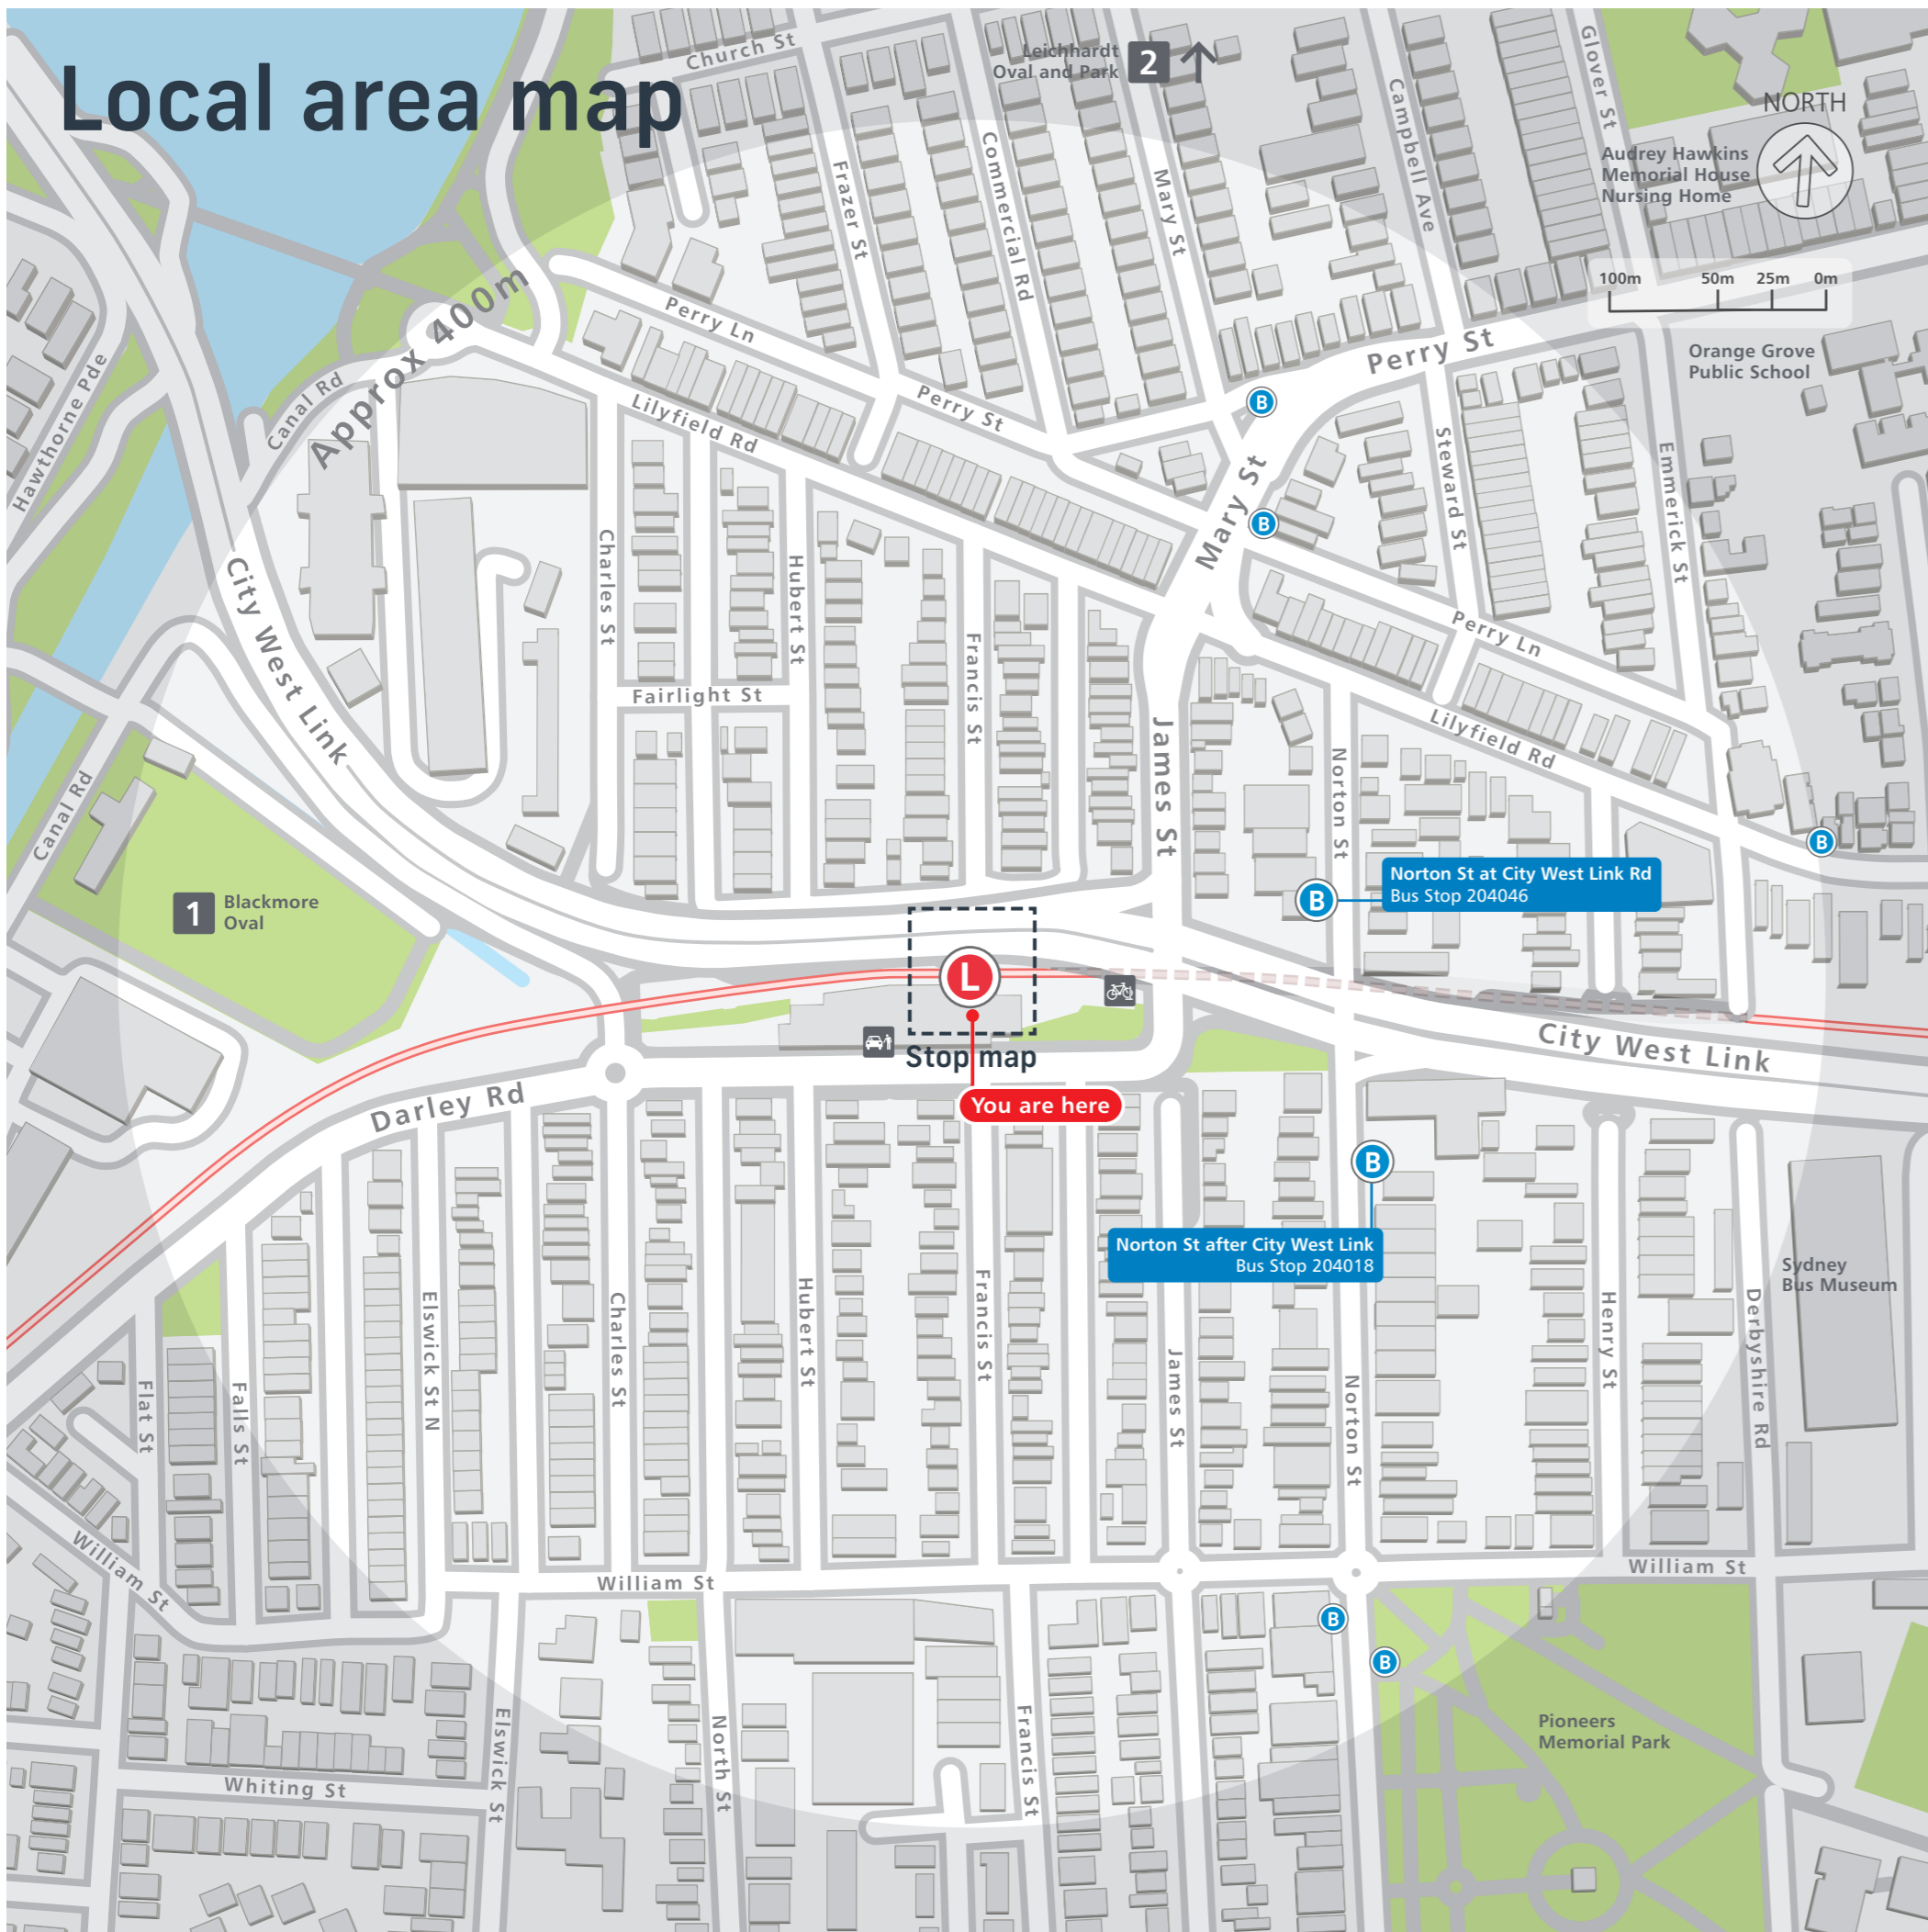 Local area map
Church St
Leichhardt
Oval and Park
2
Glover St
Campbell Ave
NORTH
Audrey Hawkins
Memorial House
Nursing Home
Frazer St
Commercial Rd
Mary St
100m 50m 25m 0m
Approx 400m
Perry Ln
Perry St
Perry St
Orange Grove
Public School
Hawthorne Pde
Canal Rd
Lilyfield Rd
B
Steward St
Emmerick St
Mary St
B
City West Link
Charles St
Hubert St
Francis St
Perry Ln
Fairlight St
James St
Lilyfield Rd
Norton St
Canal Rd
B
Norton St at City West Link Rd
Bus Stop 204046
B
1
Blackmore
Oval
L
City West Link
Stop map
You are here
Darley Rd
B
Norton St after City West Link
Bus Stop 204018
Sydney
Bus Museum
Elswick St N
Charles St
Hubert St
Francis St
James St
Norton St
Henry St
Derbyshire Rd
Flat St
Falls St
William St
William St
William St
B
B
Elswick St
North St
Francis St
Pioneers
Memorial Park
Whiting St